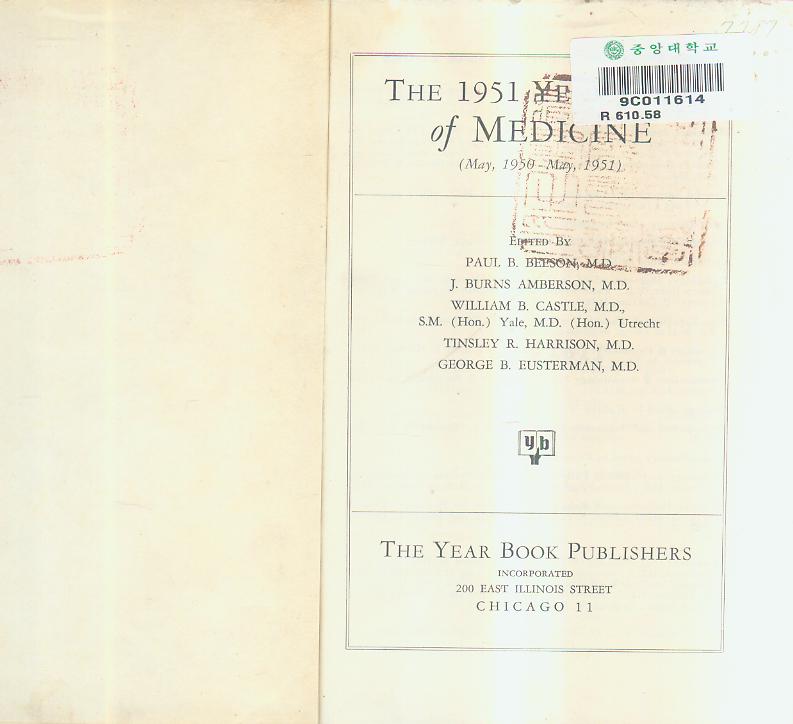 중앙대학교
9C011614
R 610.58
THE 1951 YE
of MEDICINE
(May, 1950-May, 1951)
EDITED BY
PAUL B. BEESON, M.D.
J. BURNS AMBERSON, M.D.
WILLIAM B. CASTLE, M.D.,
S.M. (Hon.) Yale, M.D. (Hon.) Utrecht
TINSLEY R. HARRISON, M.D.
GEORGE B. EUSTERMAN, M.D.
yb
THE YEAR BOOK PUBLISHERS
INCORPORATED
200 EAST ILLINOIS STREET
CHICAGO 11